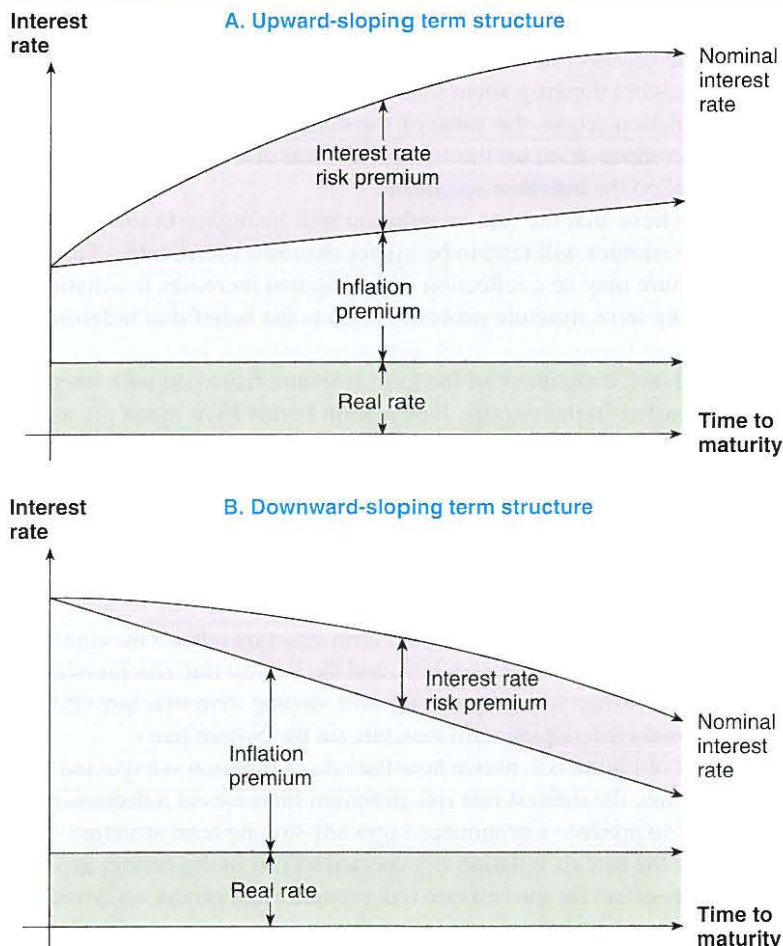 Interest
rate
A. Upward-sloping term structure
Nominal
interest
rate
Interest rate
risk premium
Inflation
premium
Real rate
Time to
maturity
Interest
rate
B. Downward-sloping term structure
Interest rate
risk premium
Nominal
interest
rate
Inflation
premium
Real rate
Time to
maturity